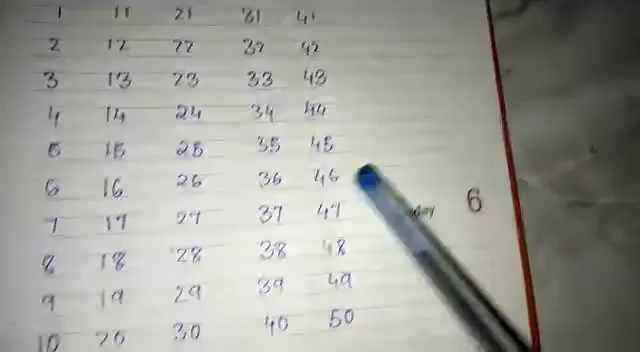 1 11 21 31 41
2 12 22 32 42
3 13 23 33 43
4 14 24 34 44
5 15 25 35 45
6 16 26 36 46
7 17 27 37 47 6
8 18 28 38 48
9 19 29 39 49
10 20 30 40 50